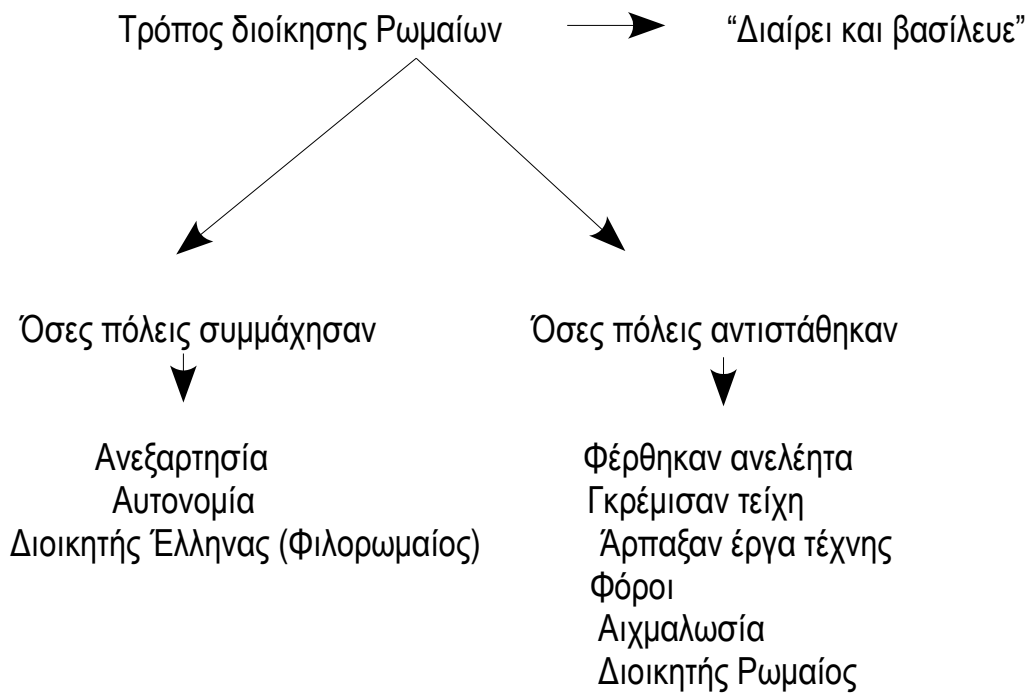 Τρόπος διοίκησης Ρωμαίων “Διαίρει και βασίλευε”
Όσες πόλεις συμμάχησαν
Ανεξαρτησία
Αυτονομία
Διοικητής Έλληνας (Φιλορωμαίος)
Όσες πόλεις αντιστάθηκαν
Φέρθηκαν ανελέητα
Γκρέμισαν τείχη
Άρπαξαν έργα τέχνης
Φόροι
Αιχμαλωσία
Διοικητής Ρωμαίος